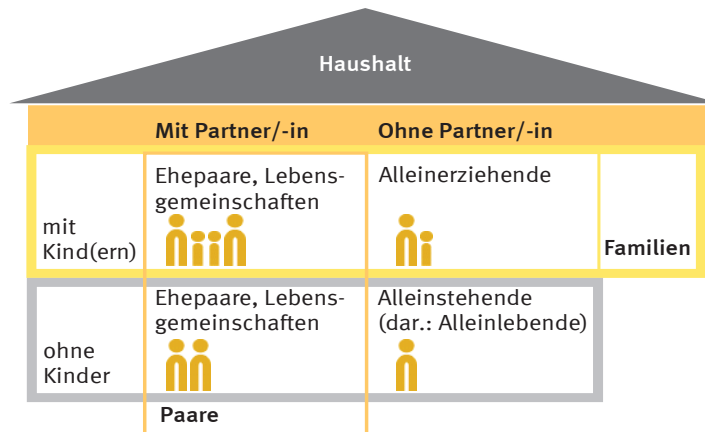 Haushalt
Mit Partner/-in
Ohne Partner/-in
mit
Kind(ern)
Ehepaare, Lebens-
gemeinschaften
Alleinerziehende
Familien
ohne
Kinder
Ehepaare, Lebens-
gemeinschaften
Alleinstehende
(dar.: Alleinlebende)
Paare